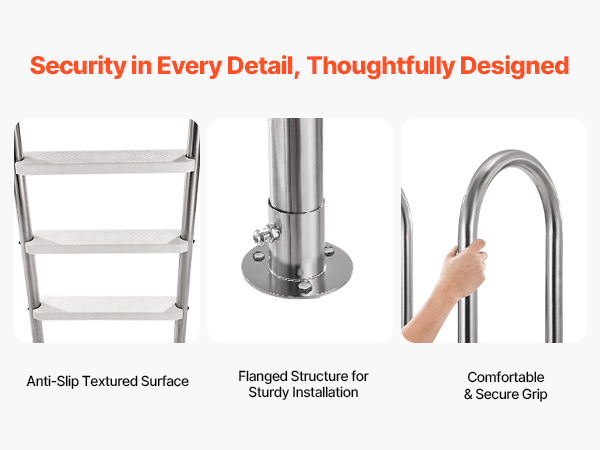 Security in Every Detail, Thoughtfully Designed
Anti-Slip Textured Surface
Flanged Structure for
Sturdy Installation
Comfortable
& Secure Grip